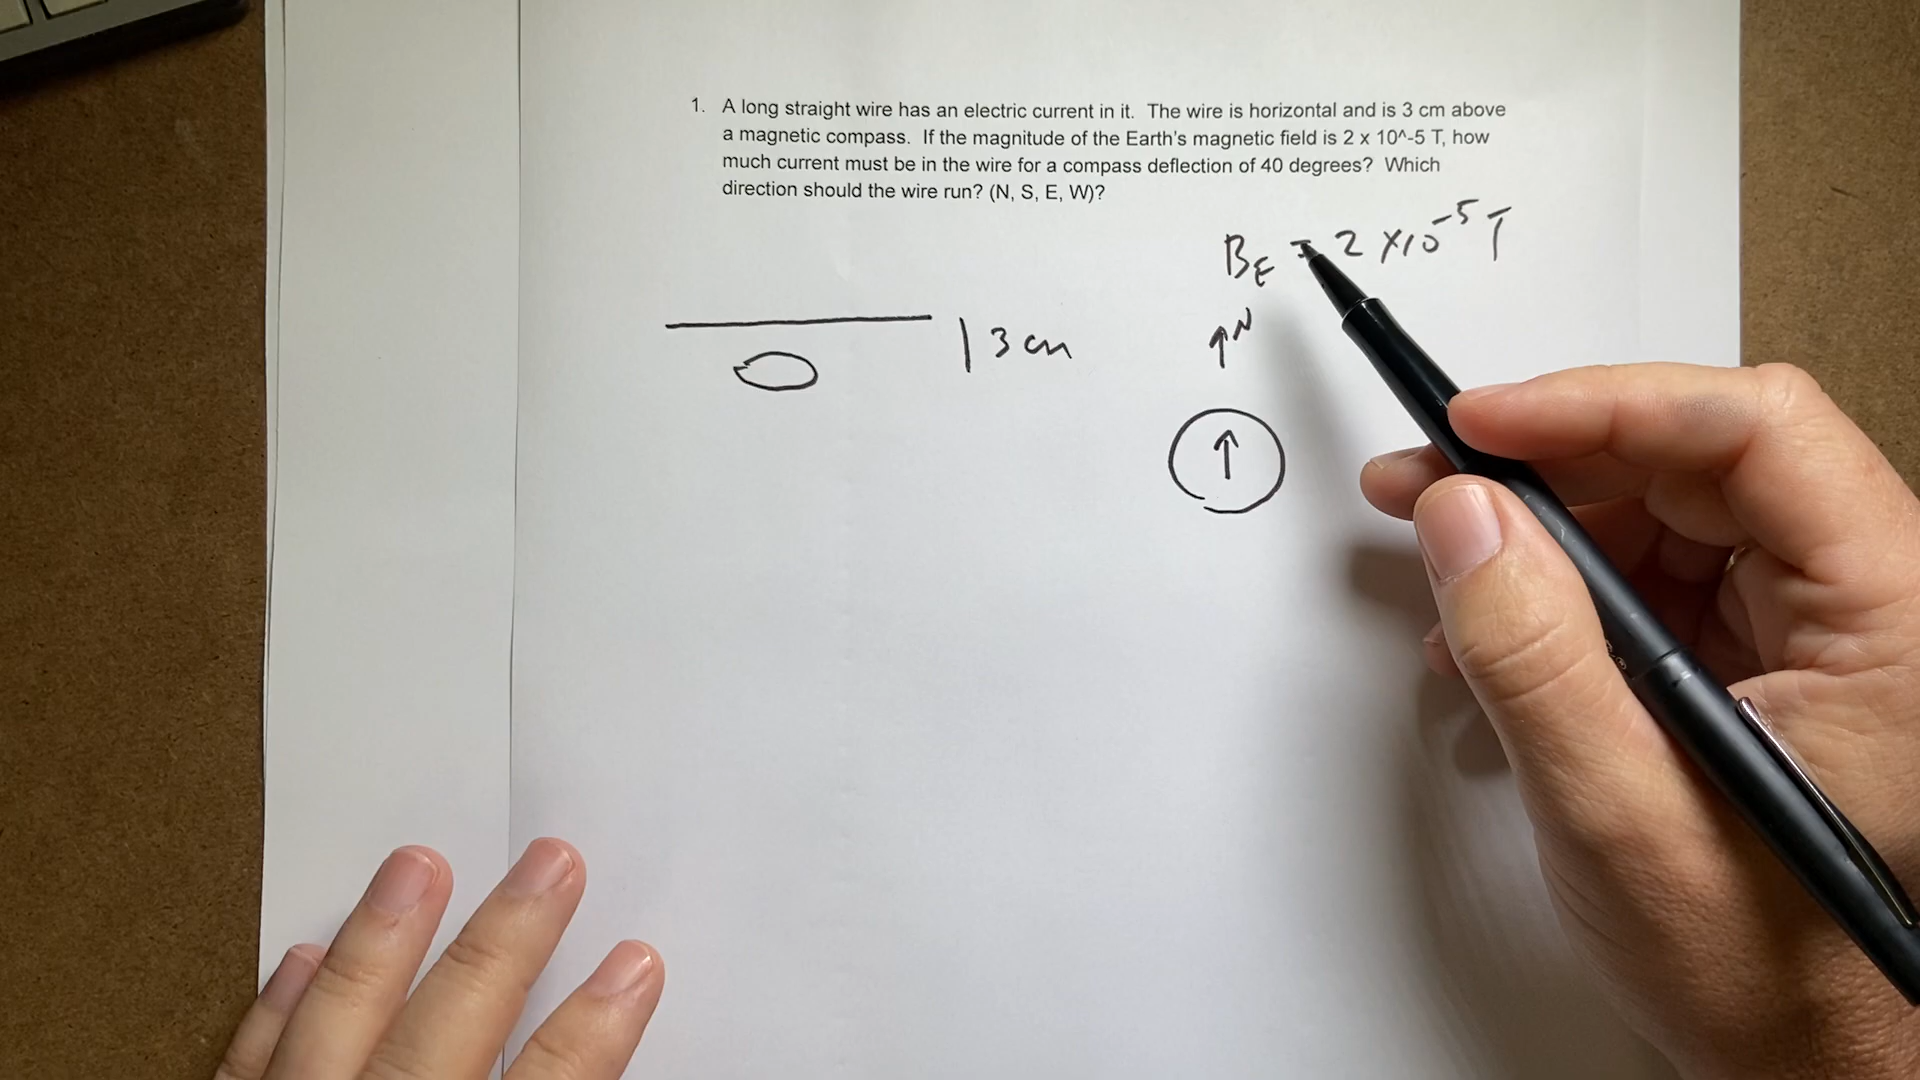 1. A long straight wire has an electric current in it. The wire is horizontal and is 3 cm above
a magnetic compass. If the magnitude of the Earth's magnetic field is 2 x 10^-5 T, how
much current must be in the wire for a compass deflection of 40 degrees? Which
direction should the wire run? (N, S, E, W)?
B_E = 2 x10^-5 T
3 cm
N